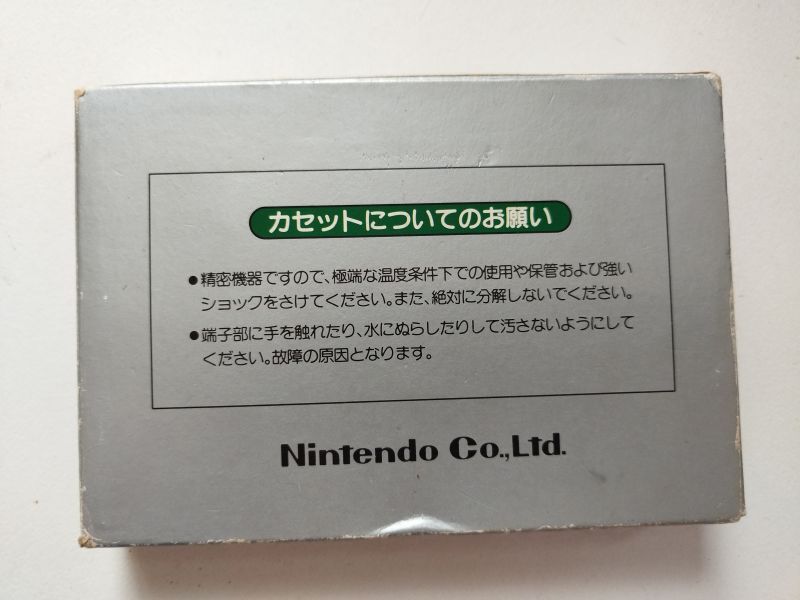 カセットについてのお願い
●精密機器ですので、極端な温度条件下での使用や保管および強い
ショックをさけてください。また、絶対に分解しないでください。
●端子部に手を触れたり、水にぬらしたりして汚さないようにして
ください。故障の原因となります。
Nintendo Co.,Ltd.